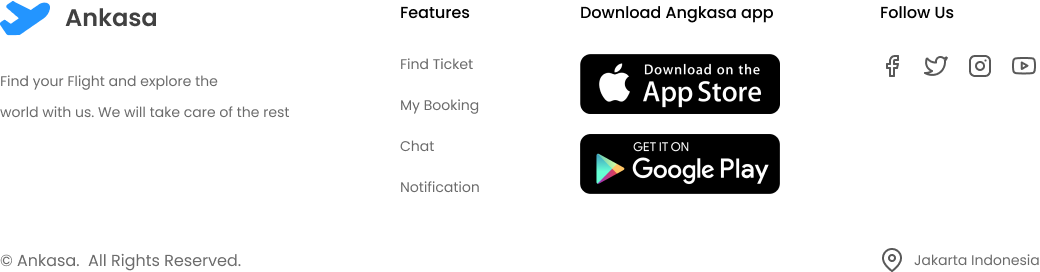 Ankasa
Find your Flight and explore the
world with us. We will take care of the rest
Features
Find Ticket
My Booking
Chat
Notification
Download Angkasa app
Download on the
App Store
GET IT ON
Google Play
Follow Us
© Ankasa. All Rights Reserved.
Jakarta Indonesia